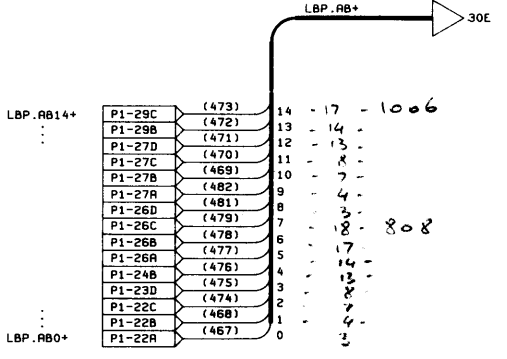 LBP.AB+
30E
LBP.AB14+ P1-29C (473) 14 - 17 - 1006
P1-29B (472) 13 - 14 -
P1-27D (471) 12 - 13 -
P1-27C (470) 11 - 8 -
P1-27B (469) 10 - 7 -
P1-27A (482) 9 - 4 -
P1-26D (481) 8 - 3 -
P1-26C (479) 7 - 18 - 808
P1-26B (478) 6 - 17
P1-26A (477) 5 - 14 -
P1-24B (476) 4 - 13 -
P1-23D (475) 3 - 8 -
P1-22C (474) 2 - 7 -
P1-22B (468) 1 - 4 -
LBP.AB0+ P1-22A (467) 0 3